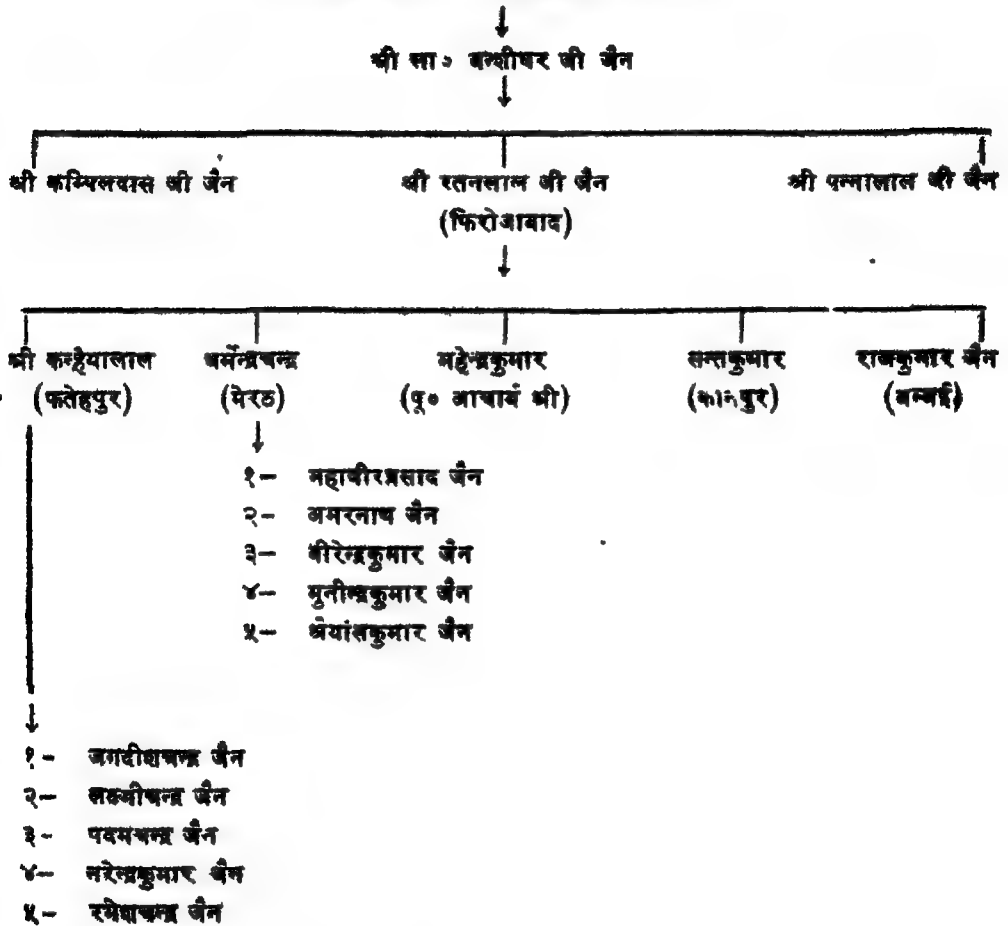 श्री ला० बन्शीधर जी जैन
श्री कम्पिलदास जी जैन श्री रतनलाल जी जैन श्री पन्नालाल जी जैन
(फिरोजाबाद)
श्री कन्हैयालाल धर्मेन्द्रचन्द्र महेन्द्रकुमार सन्तकुमार राजकुमार जैन
(फतेहपुर) (मेरठ) (पू० आचार्य श्री) (कानपुर) (बम्बई)
१- महावीरप्रसाद जैन
२- अमरनाथ जैन
३- वीरेन्द्रकुमार जैन
४- मुनीन्द्रकुमार जैन
५- श्रेयांसकुमार जैन
१- जगदीशचन्द्र जैन
२- लक्ष्मीचन्द्र जैन
३- पदमचन्द्र जैन
४- नरेन्द्रकुमार जैन
५- रमेशचन्द्र जैन